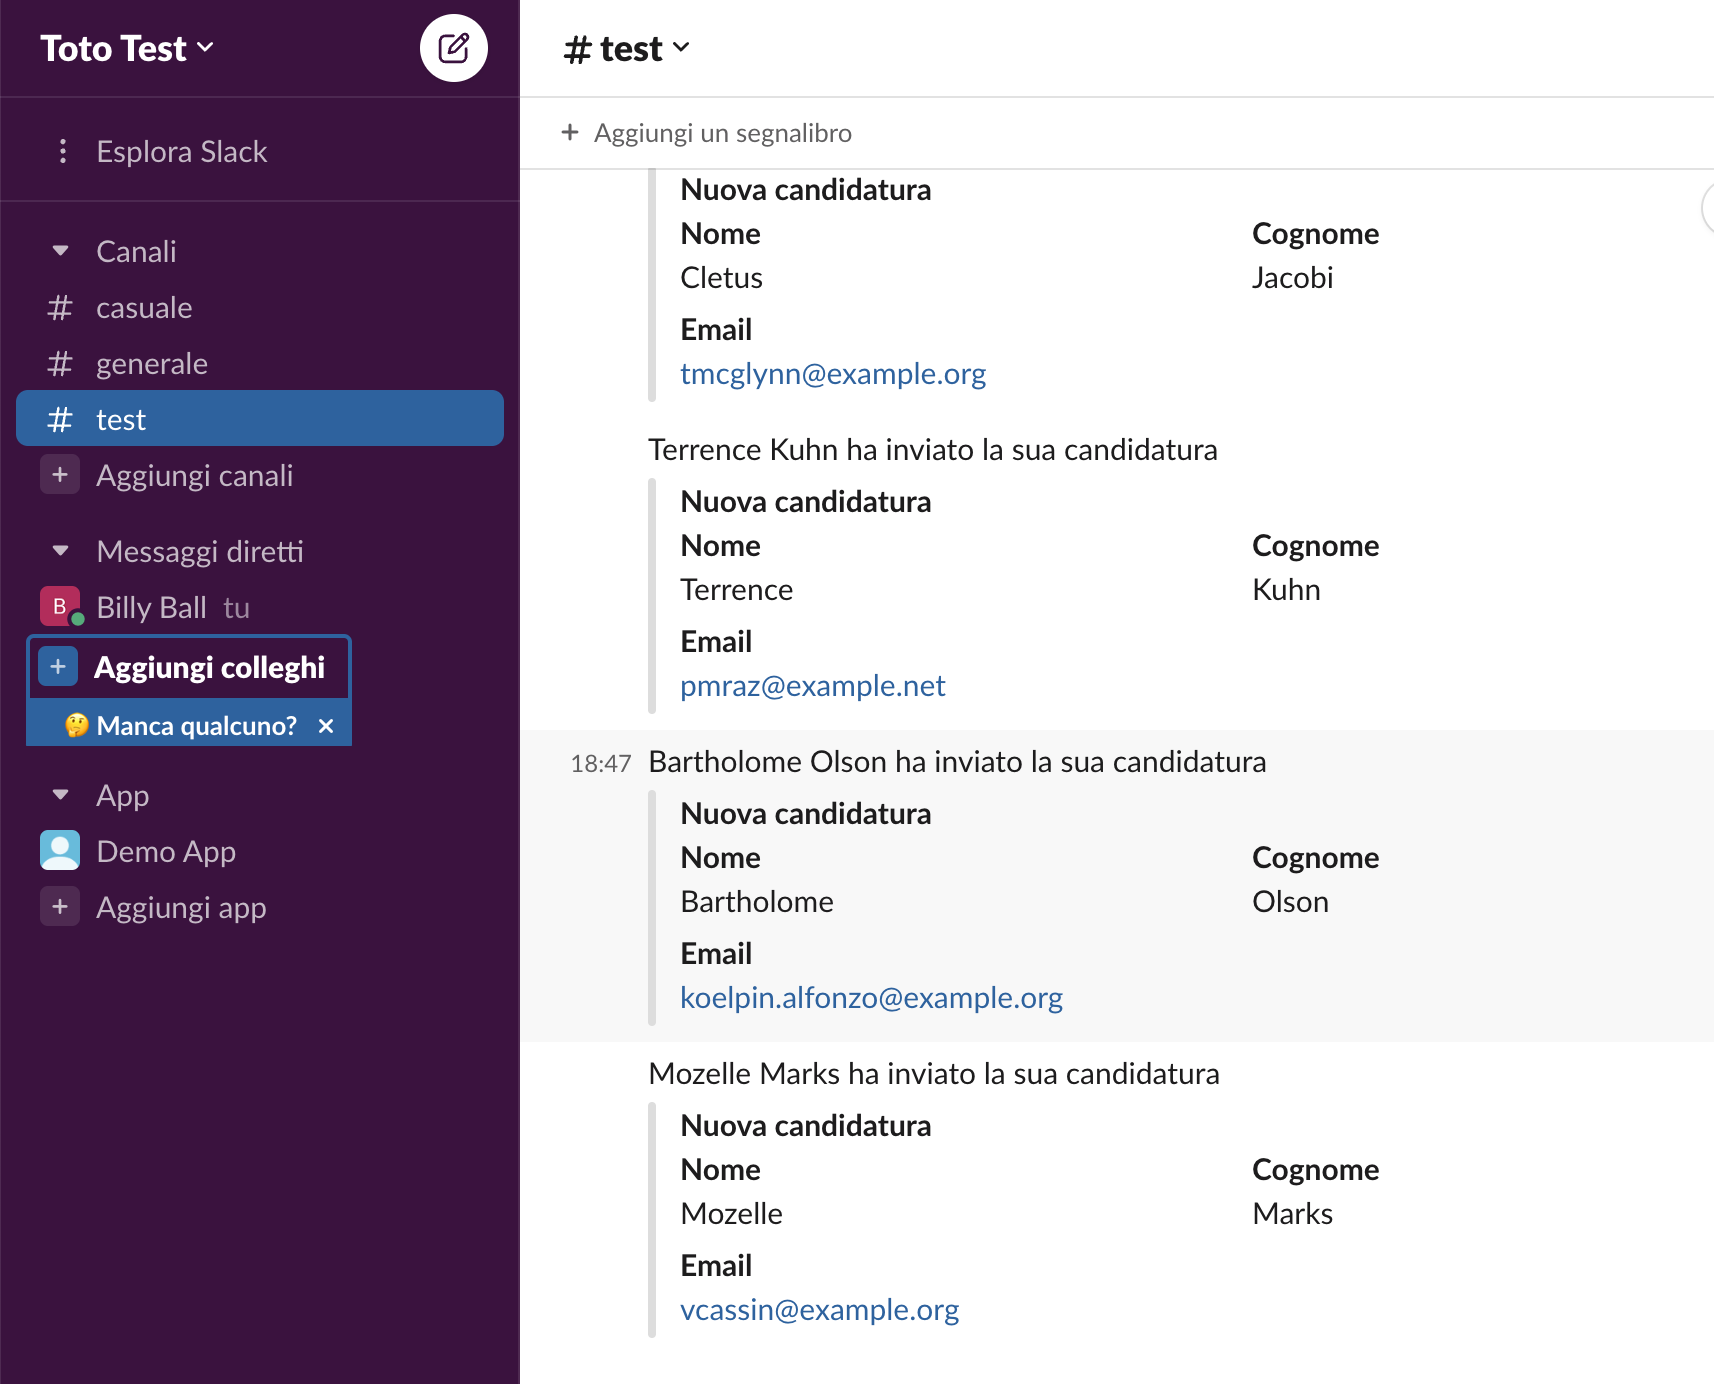 Toto Test
Esplora Slack
Canali
# casuale
# generale
# test
+ Aggiungi canali
Messaggi diretti
B Billy Ball tu
+ Aggiungi colleghi
🤔 Manca qualcuno? ×
App
Demo App
+ Aggiungi app
# test
+ Aggiungi un segnalibro
Nuova candidatura
Nome Cognome
Cletus Jacobi
Email
tmcglynn@example.org
Terrence Kuhn ha inviato la sua candidatura
Nuova candidatura
Nome Cognome
Terrence Kuhn
Email
pmraz@example.net
18:47 Bartholome Olson ha inviato la sua candidatura
Nuova candidatura
Nome Cognome
Bartholome Olson
Email
koelpin.alfonzo@example.org
Mozelle Marks ha inviato la sua candidatura
Nuova candidatura
Nome Cognome
Mozelle Marks
Email
vcassin@example.org